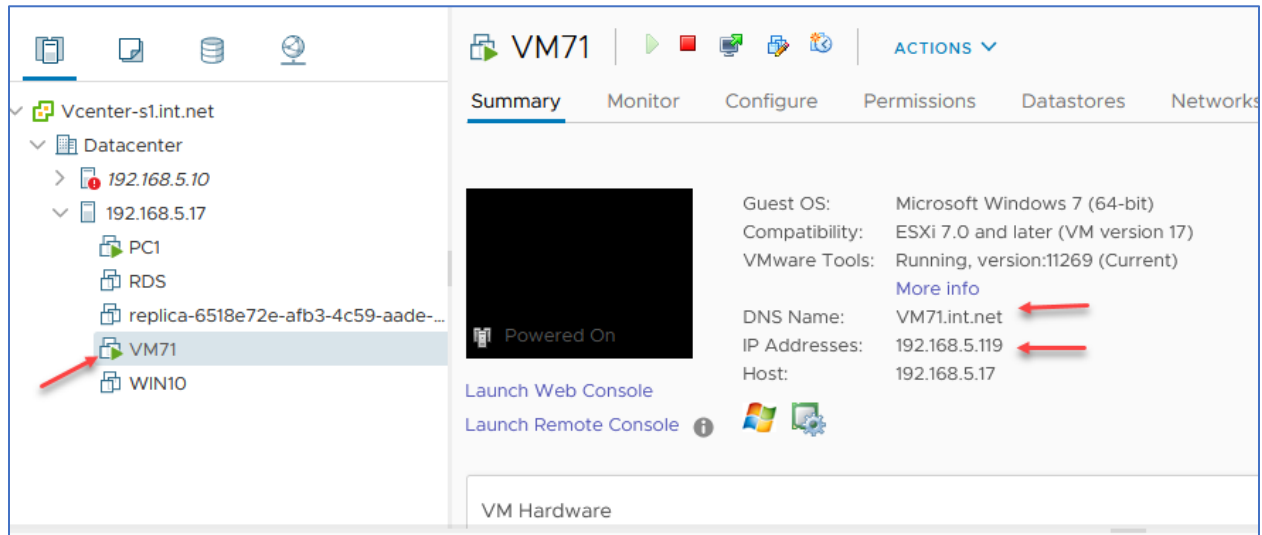 Vcenter-s1.int.net
Datacenter
192.168.5.10
192.168.5.17
PC1
RDS
replica-6518e72e-afb3-4c59-aade-...
VM71
WIN10
VM71
ACTIONS
Summary Monitor Configure Permissions Datastores Networks
Powered On
Launch Web Console
Launch Remote Console
Guest OS: Microsoft Windows 7 (64-bit)
Compatibility: ESXi 7.0 and later (VM version 17)
VMware Tools: Running, version:11269 (Current)
More info
DNS Name: VM71.int.net
IP Addresses: 192.168.5.119
Host: 192.168.5.17
VM Hardware